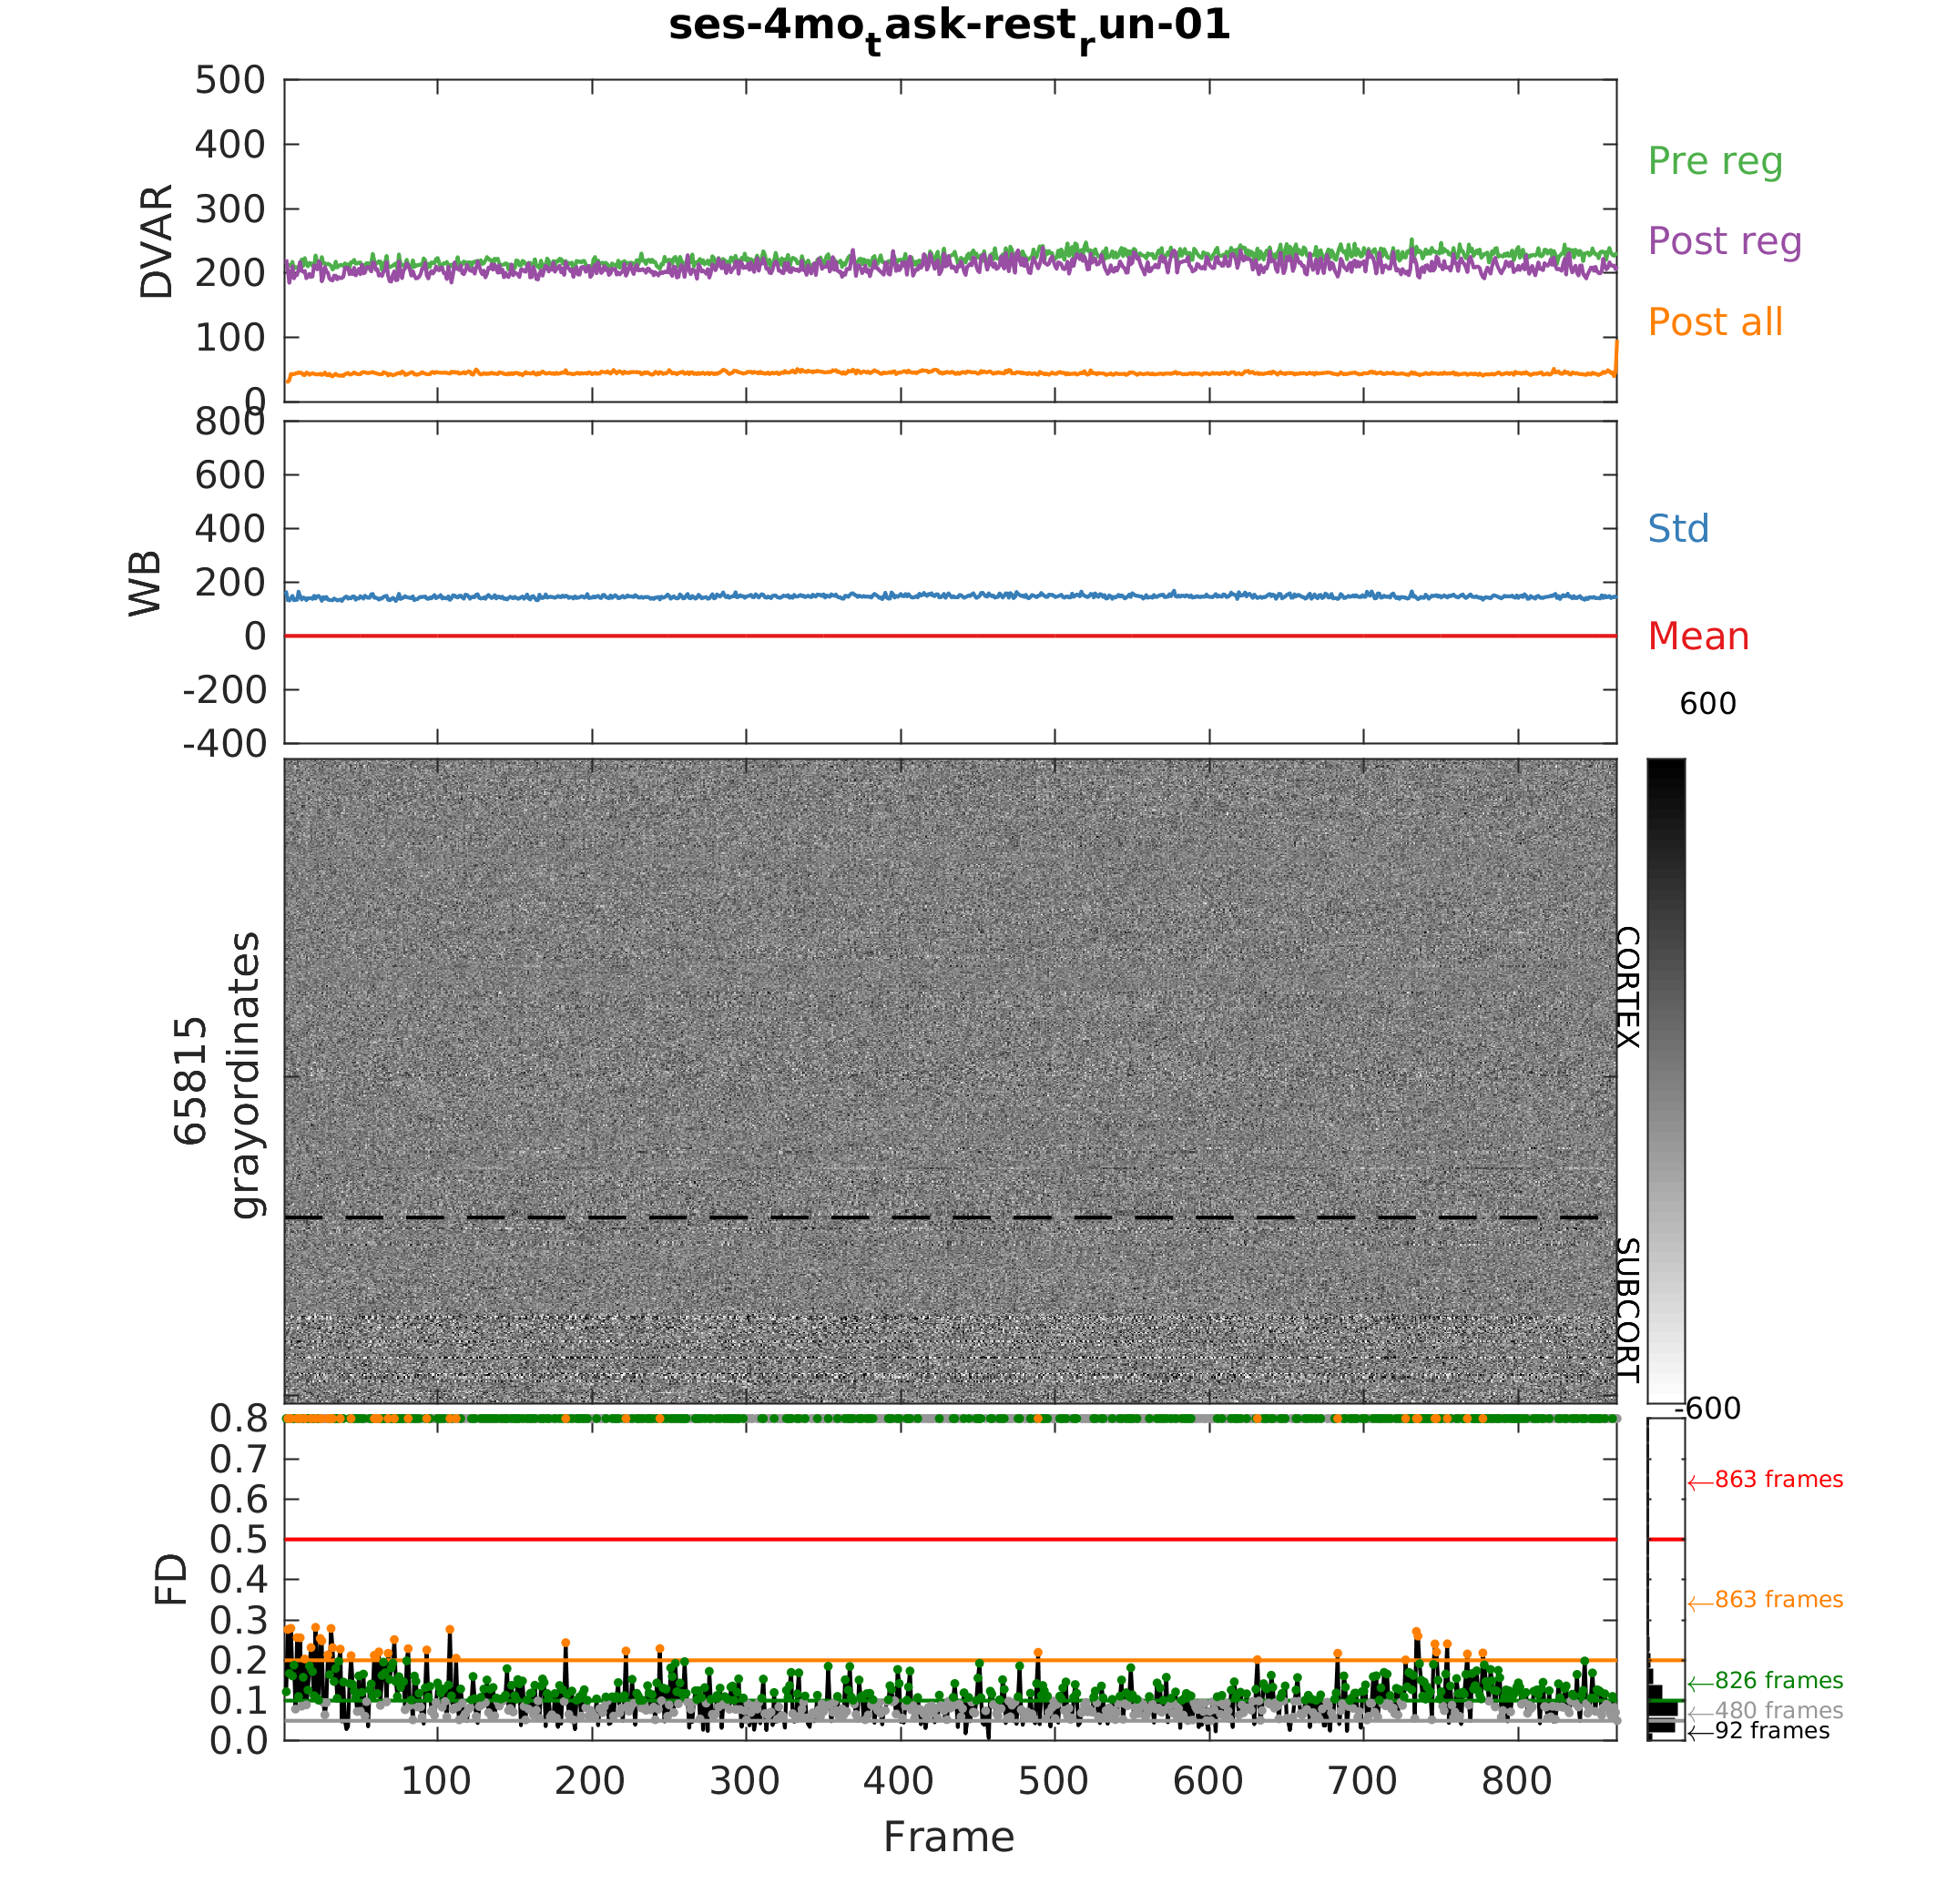 ses-4mo_task-rest_run-01
500
400
300
200
100
0
DVAR
Pre reg
Post reg
Post all
800
600
400
200
0
-200
-400
WB
Std
Mean
600
65815
grayordinates
CORTEX
SUBCORT
-600
0.8
0.7
0.6
0.5
0.4
0.3
0.2
0.1
0.0
FD
←863 frames
←863 frames
←826 frames
←480 frames
←92 frames
100 200 300 400 500 600 700 800
Frame